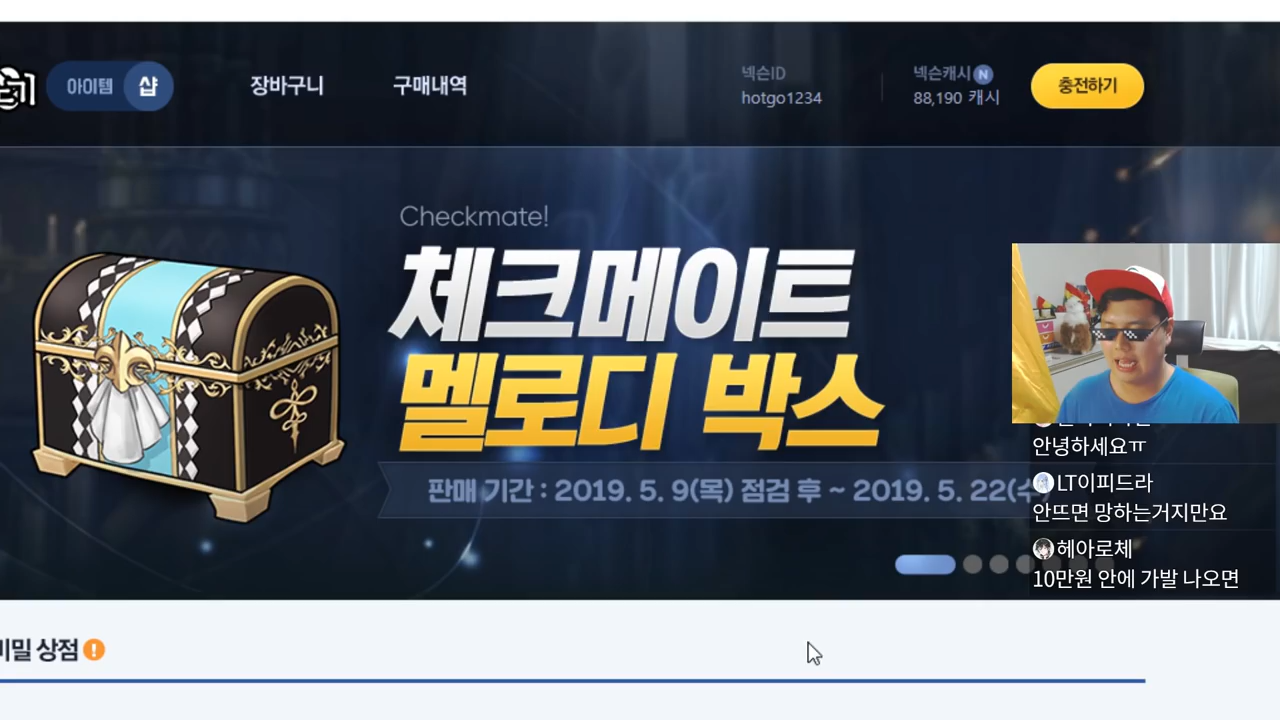 아이템 샵
장바구니
구매내역
넥슨ID
hotgo1234
넥슨캐시 N
88,190 캐시
충전하기
Checkmate!
체크메이트
멜로디 박스
판매 기간 : 2019. 5. 9(목) 점검 후 ~ 2019. 5. 22(수)
안녕하세요ㅠ
LT이피드라
안뜨면 망하는거지만요
헤아로체
10만원 안에 가발 나오면
상점